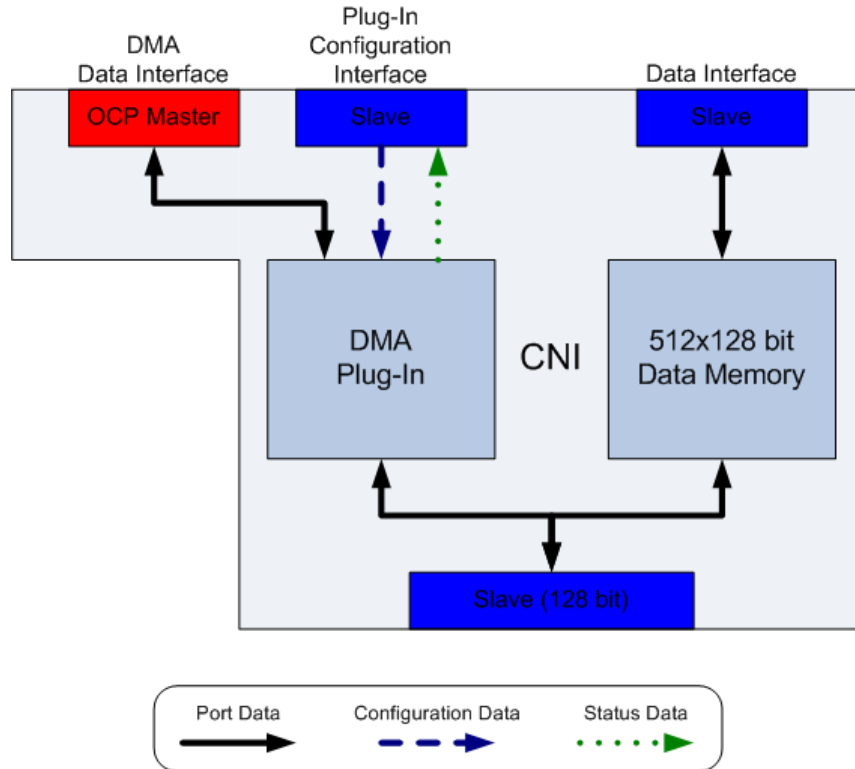 DMA
Data Interface
Plug-In
Configuration
Interface
Data Interface
OCP Master
Slave
Slave
DMA
Plug-In
CNI
512x128 bit
Data Memory
Slave (128 bit)
Port Data
Configuration Data
Status Data